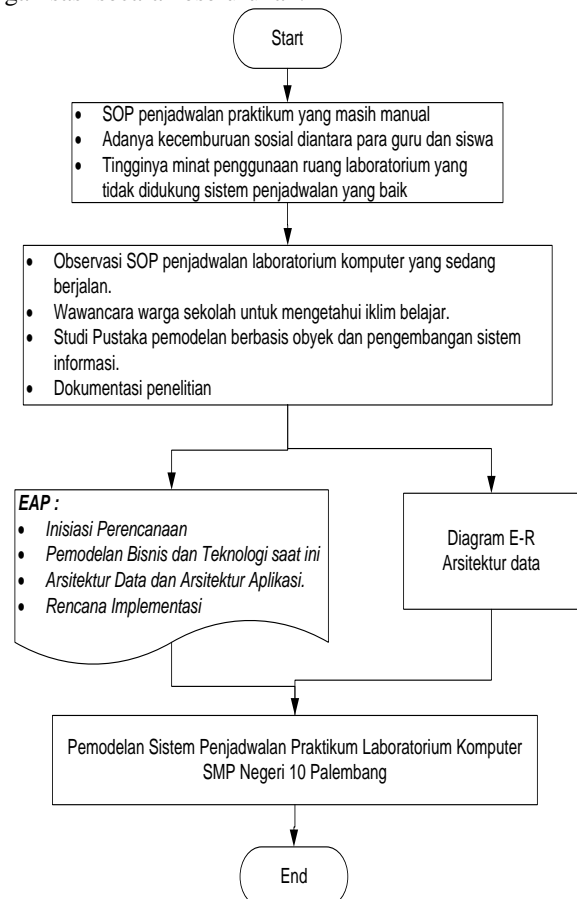 Start
• SOP penjadwalan praktikum yang masih manual
• Adanya kecemburuan sosial diantara para guru dan siswa
• Tingginya minat penggunaan ruang laboratorium yang
tidak didukung sistem penjadwalan yang baik
• Observasi SOP penjadwalan laboratorium komputer yang sedang
berjalan.
• Wawancara warga sekolah untuk mengetahui iklim belajar.
• Studi Pustaka pemodelan berbasis obyek dan pengembangan sistem
informasi.
• Dokumentasi penelitian
EAP :
• Inisiasi Perencanaan
• Pemodelan Bisnis dan Teknologi saat ini
• Arsitektur Data dan Arsitektur Aplikasi.
• Rencana Implementasi
Diagram E-R
Arsitektur data
Pemodelan Sistem Penjadwalan Praktikum Laboratorium Komputer
SMP Negeri 10 Palembang
End